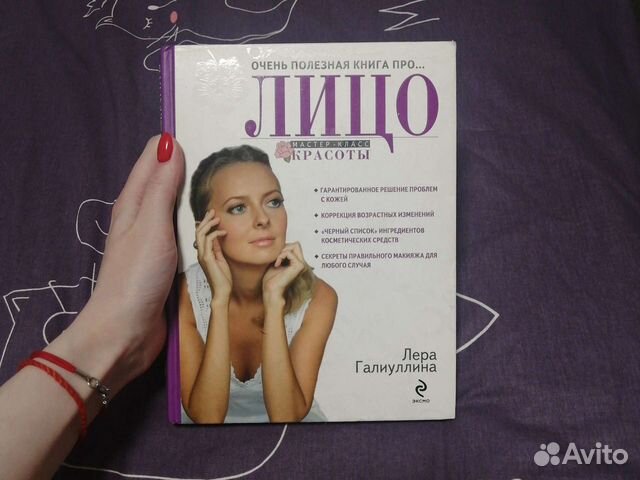 ОЧЕНЬ ПОЛЕЗНАЯ КНИГА ПРО...
ЛИЦО
МАСТЕР-КЛАСС
КРАСОТЫ
ГАРАНТИРОВАННОЕ РЕШЕНИЕ ПРОБЛЕМ
С КОЖЕЙ
КОРРЕКЦИЯ ВОЗРАСТНЫХ ИЗМЕНЕНИЙ
«ЧЕРНЫЙ СПИСОК» ИНГРЕДИЕНТОВ
КОСМЕТИЧЕСКИХ СРЕДСТВ
СЕКРЕТЫ ПРАВИЛЬНОГО МАКИЯЖА ДЛЯ
ЛЮБОГО СЛУЧАЯ
Лера
Галиуллина
ЭКСМО
Avito